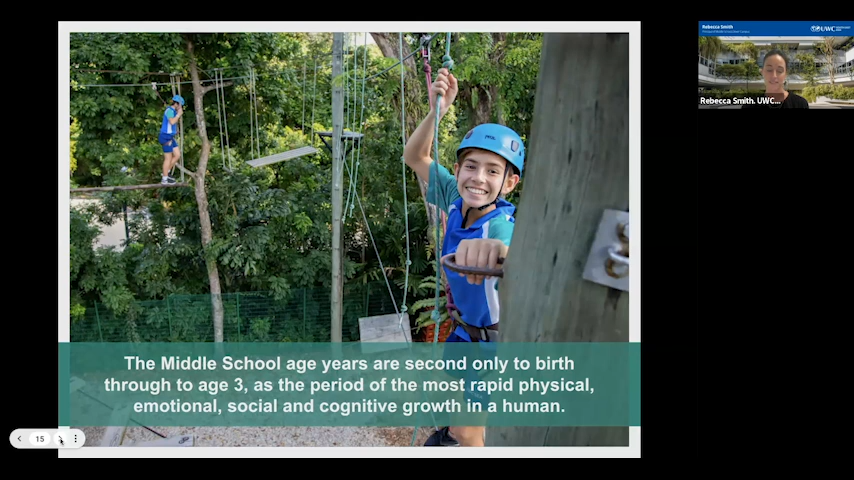 The Middle School age years are second only to birth
through to age 3, as the period of the most rapid physical,
emotional, social and cognitive growth in a human.
15
Rebecca Smith
UWC
Rebecca Smith. UWC...